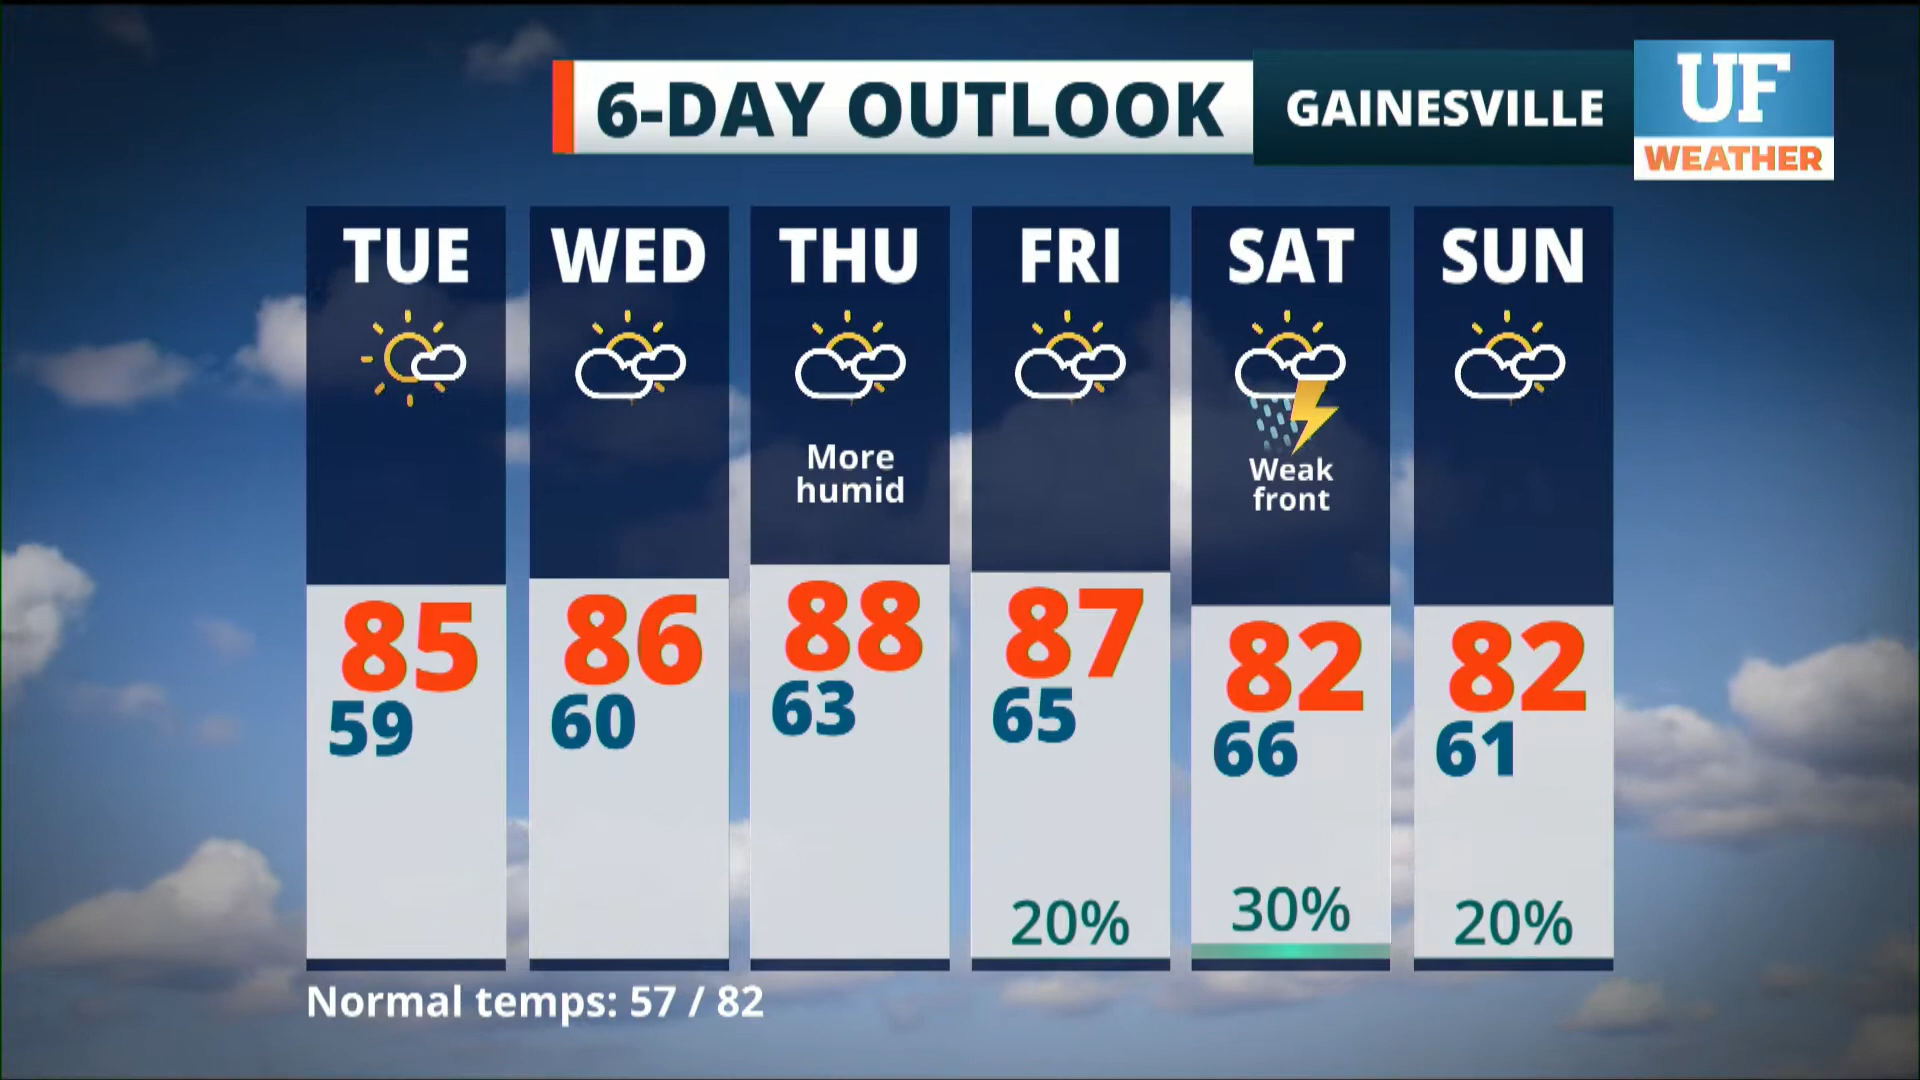 6-DAY OUTLOOK
GAINESVILLE
UF
WEATHER
TUE
WED
THU
FRI
SAT
SUN
More
humid
Weak
front
85
86
88
87
82
82
59
60
63
65
66
61
20%
30%
20%
Normal temps: 57 / 82